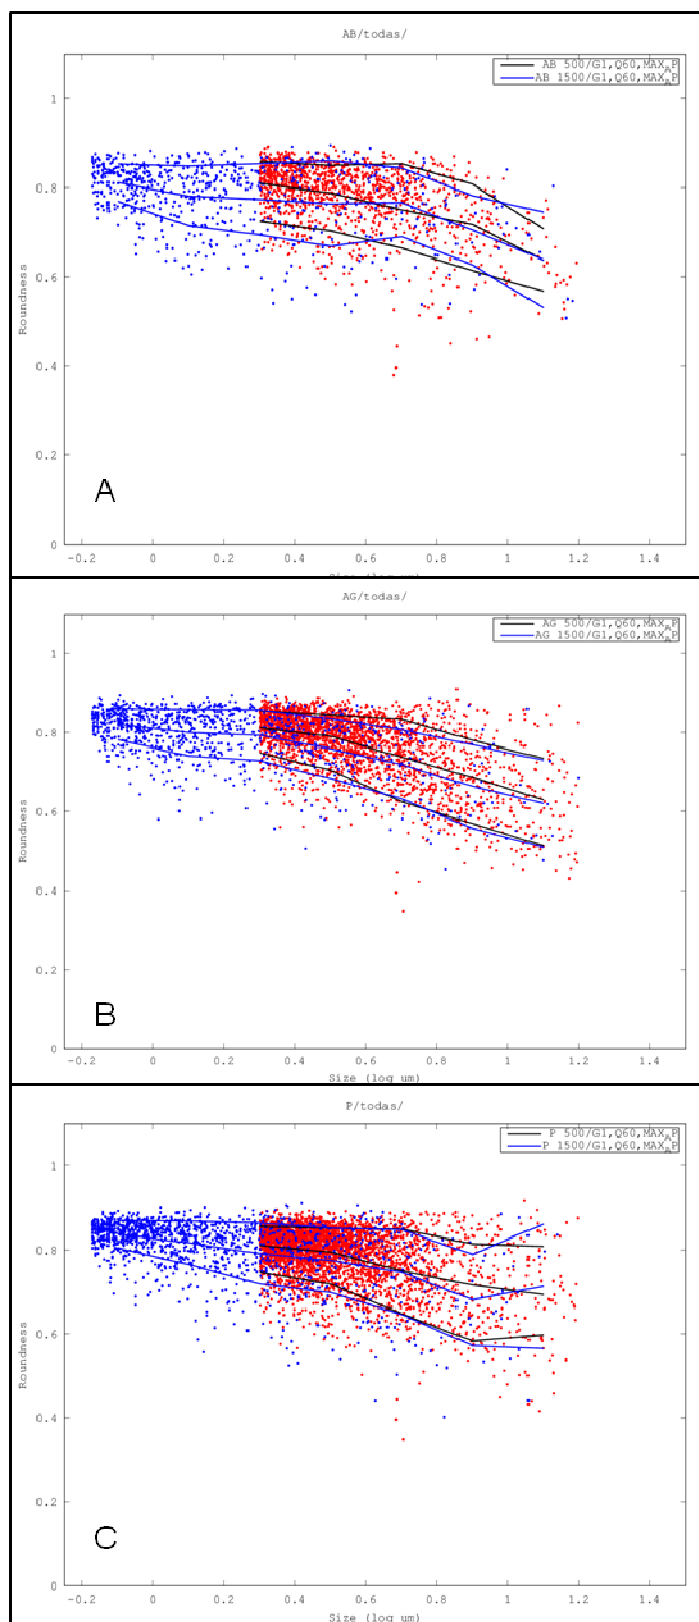 AB/todas/
AB 500/G1,Q60,MAX_P
AB 1500/G1,Q60,MAX_P
1
0.8
0.6
0.4
0.2
0
Roundness
A
-0.2 0 0.2 0.4 0.6 0.8 1 1.2 1.4
Size (log um)
AG/todas/
AG 500/G1,Q60,MAX_P
AG 1500/G1,Q60,MAX_P
1
0.8
0.6
0.4
0.2
0
Roundness
B
-0.2 0 0.2 0.4 0.6 0.8 1 1.2 1.4
Size (log um)
P/todas/
P 500/G1,Q60,MAX_P
P 1500/G1,Q60,MAX_P
1
0.8
0.6
0.4
0.2
0
Roundness
C
-0.2 0 0.2 0.4 0.6 0.8 1 1.2 1.4
Size (log um)